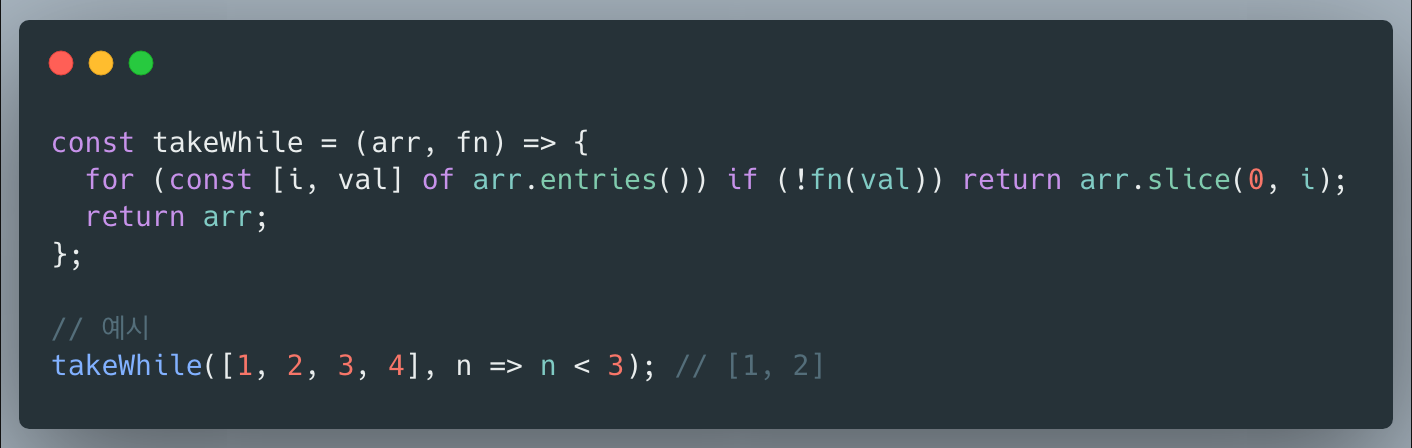 const takeWhile = (arr, fn) => {
  for (const [i, val] of arr.entries()) if (!fn(val)) return arr.slice(0, i);
  return arr;
};

// 예시
takeWhile([1, 2, 3, 4], n => n < 3); // [1, 2]